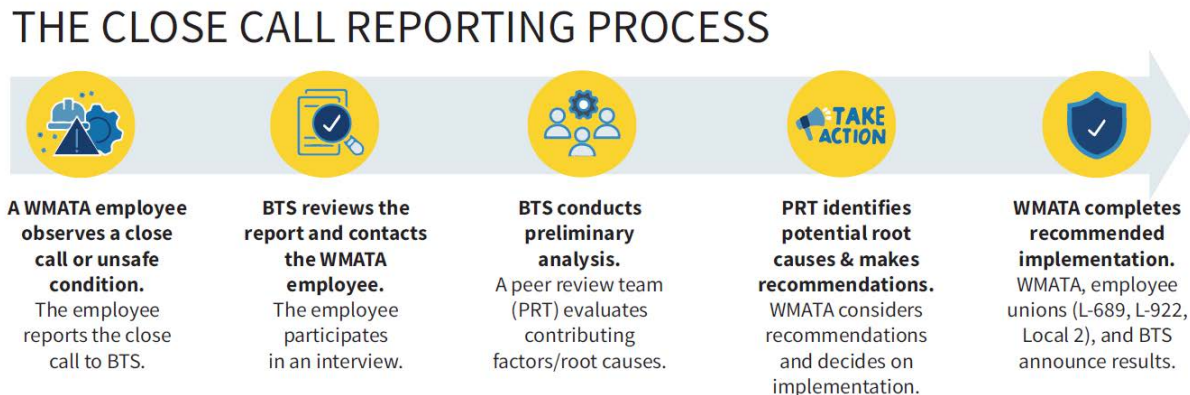 THE CLOSE CALL REPORTING PROCESS
TAKE
ACTION
A WMATA employee
observes a close
call or unsafe
condition.
The employee
reports the close
call to BTS.
BTS reviews the
report and contacts
the WMATA
employee.
The employee
participates
in an interview.
BTS conducts
preliminary
analysis.
A peer review team
(PRT) evaluates
contributing
factors/root causes.
PRT identifies
potential root
causes & makes
recommendations.
WMATA considers
recommendations
and decides on
implementation.
WMATA completes
recommended
implementation.
WMATA, employee
unions (L-689, L-922,
Local 2), and BTS
announce results.